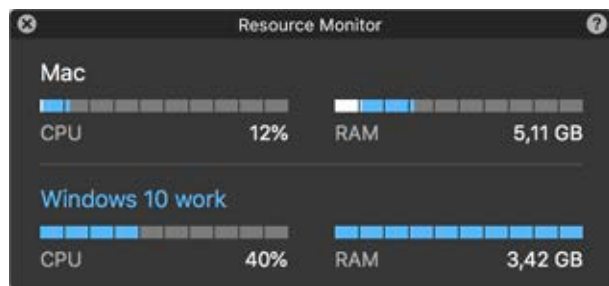 Resource Monitor
Mac
CPU 12% RAM 5,11 GB
Windows 10 work
CPU 40% RAM 3,42 GB